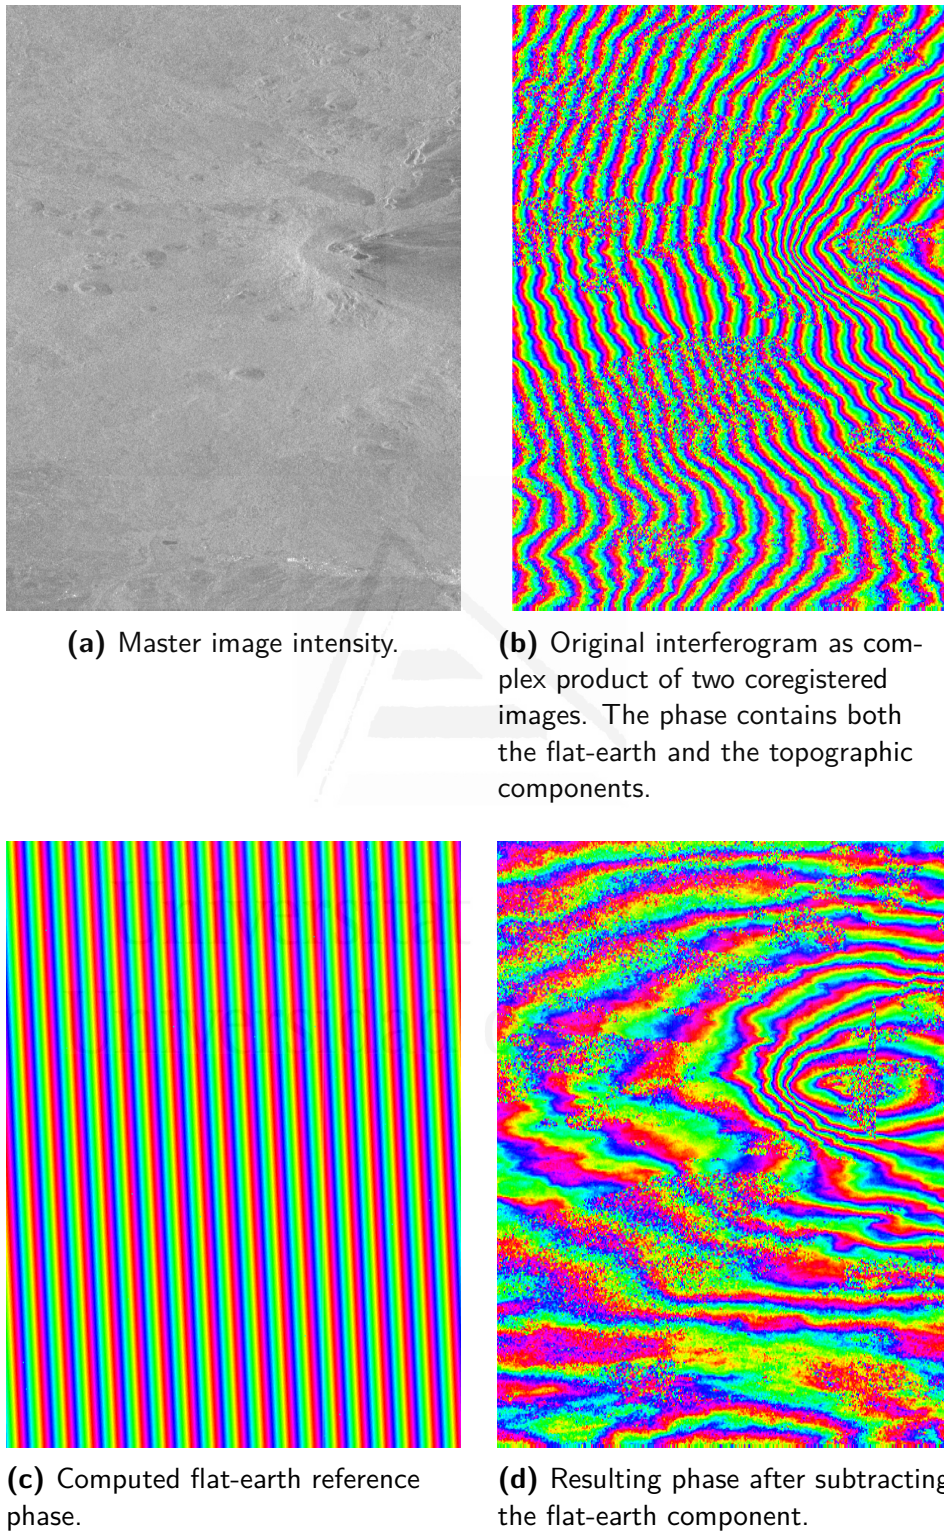 (a) Master image intensity.
(b) Original interferogram as com-
plex product of two coregistered
images. The phase contains both
the flat-earth and the topographic
components.
(c) Computed flat-earth reference
phase.
(d) Resulting phase after subtracting
the flat-earth component.